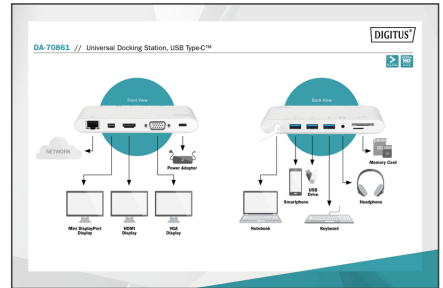 DIGITUS®
DA-70861 // Universal Docking Station, USB Type-C™
Front View
Back View
NETWORK
Power Adapter
Memory Card
USB
Drive
Smartphone
Headphone
Mini DisplayPort
Display
HDMI
Display
VGA
Display
Notebook
Keyboard